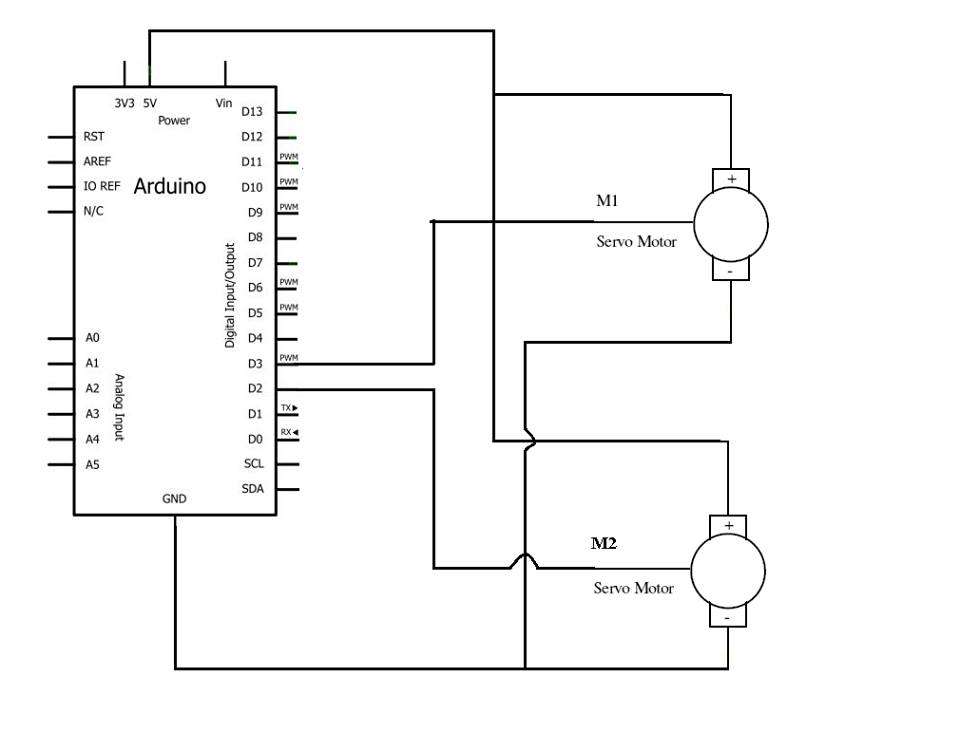 3V3 5V Vin
Power
D13
D12
RST
AREF
IO REF
N/C
Arduino
D11 PWM
D10 PWM
D9 PWM
D8
D7
D6 PWM
D5 PWM
D4
D3 PWM
D2
D1 TX▶
D0 RX◀
SCL
SDA
Digital Input/Output
A0
A1
A2
A3
A4
A5
Analog Input
GND
+
M1
Servo Motor
-
+
M2
Servo Motor
-